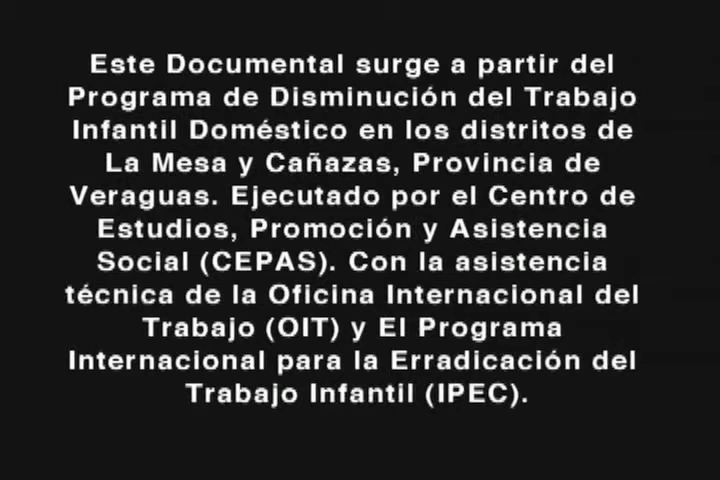 Este Documental surge a partir del
Programa de Disminución del Trabajo
Infantil Doméstico en los distritos de
La Mesa y Cañazas, Provincia de
Veraguas. Ejecutado por el Centro de
Estudios, Promoción y Asistencia
Social (CEPAS). Con la asistencia
técnica de la Oficina Internacional del
Trabajo (OIT) y El Programa
Internacional para la Erradicación del
Trabajo Infantil (IPEC).